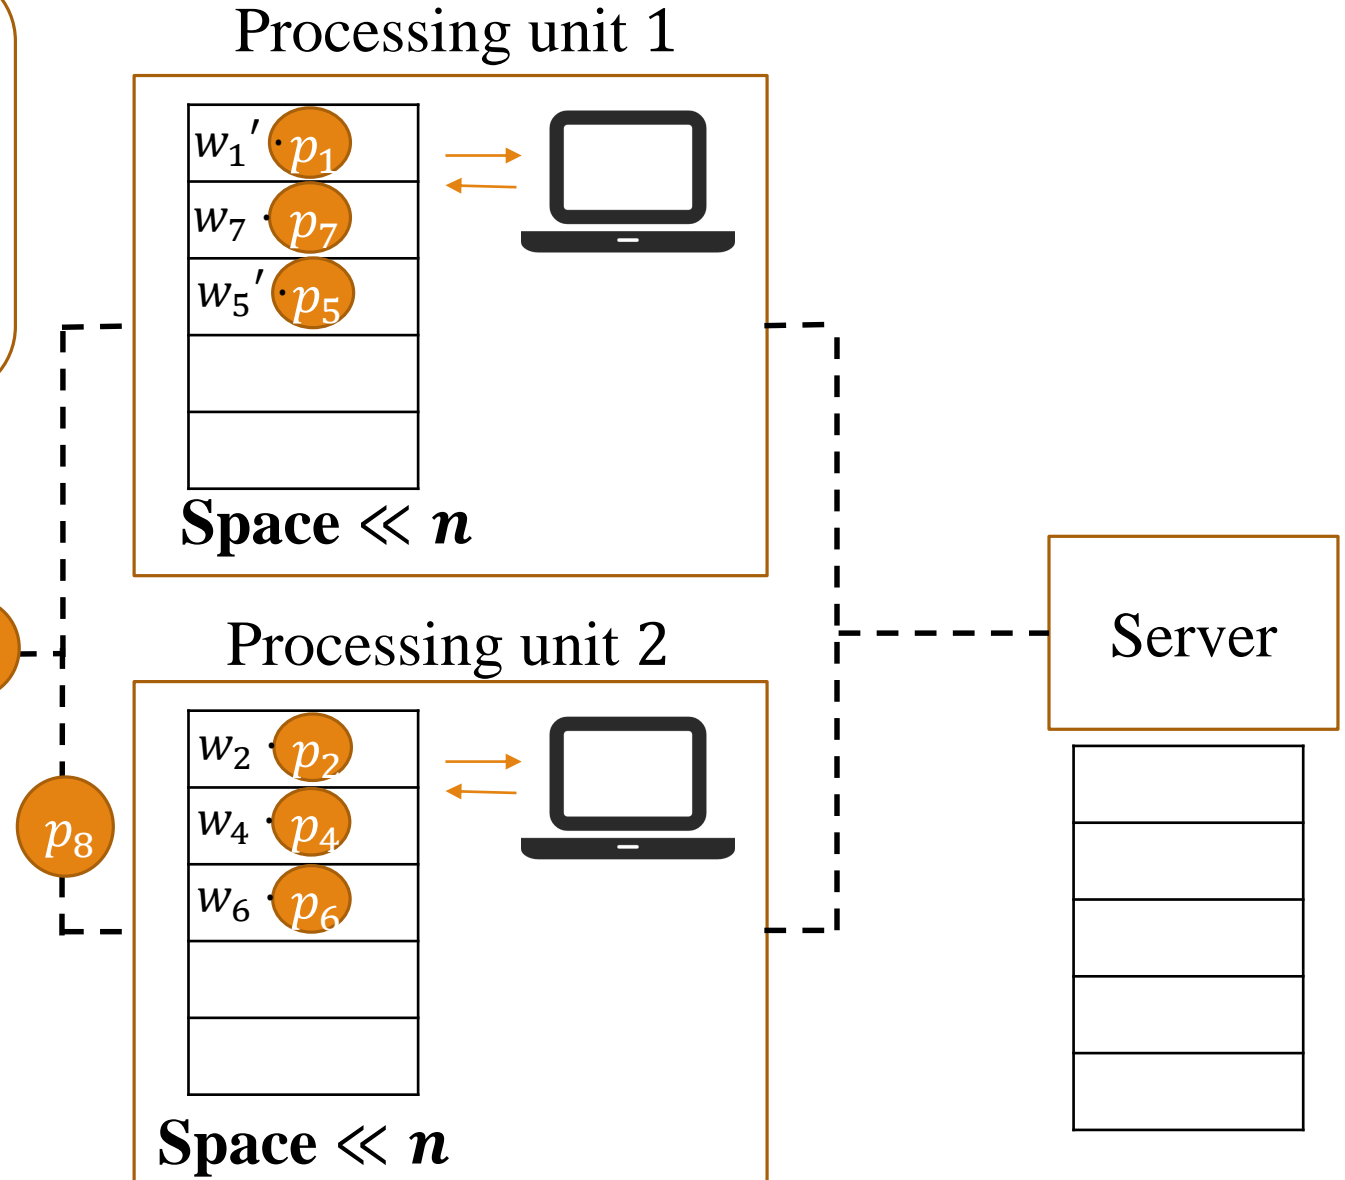 Processing unit 1
w₁′ · p₁
w₇ · p₇
w₅′ · p₅
Space ≪ n
Processing unit 2
w₂ · p₂
w₄ · p₄
w₆ · p₆
Space ≪ n
p₈
Server